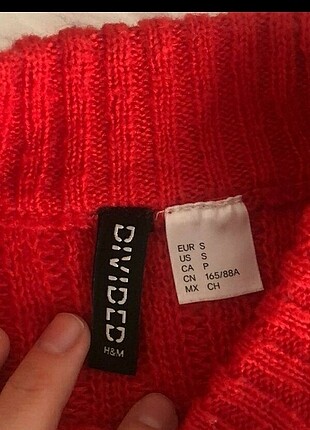 DIVIDED
H&M
EUR S
US S
CA P
CN 165/88A
MX CH